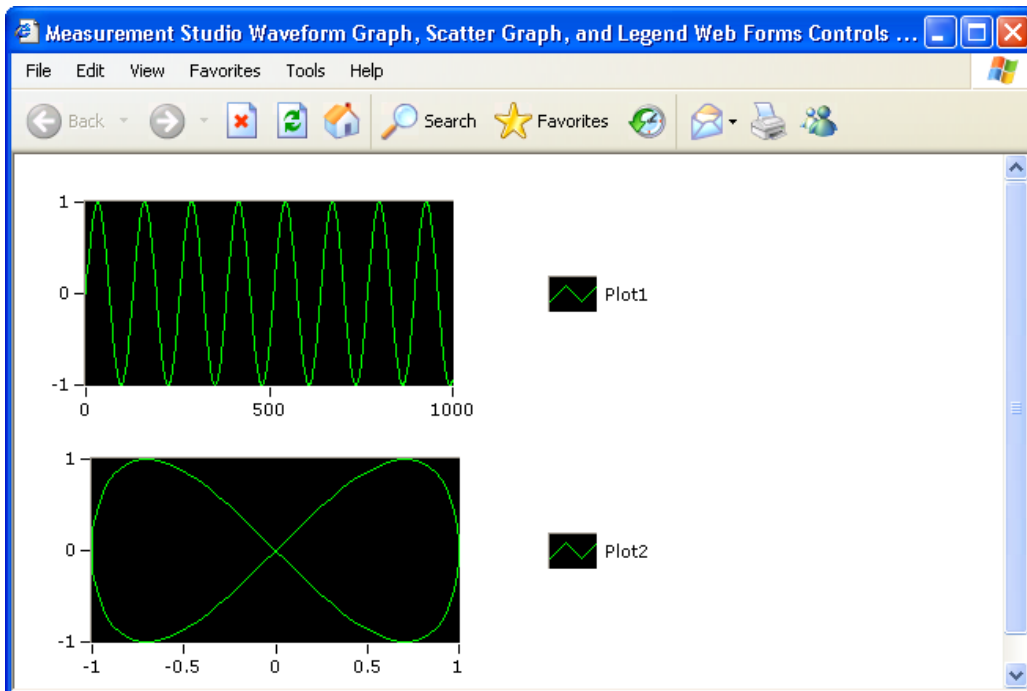 Measurement Studio Waveform Graph, Scatter Graph, and Legend Web Forms Controls ...
File Edit View Favorites Tools Help
Back Search Favorites
1
0
-1
0 500 1000
Plot1
1
0
-1
-1 -0.5 0 0.5 1
Plot2